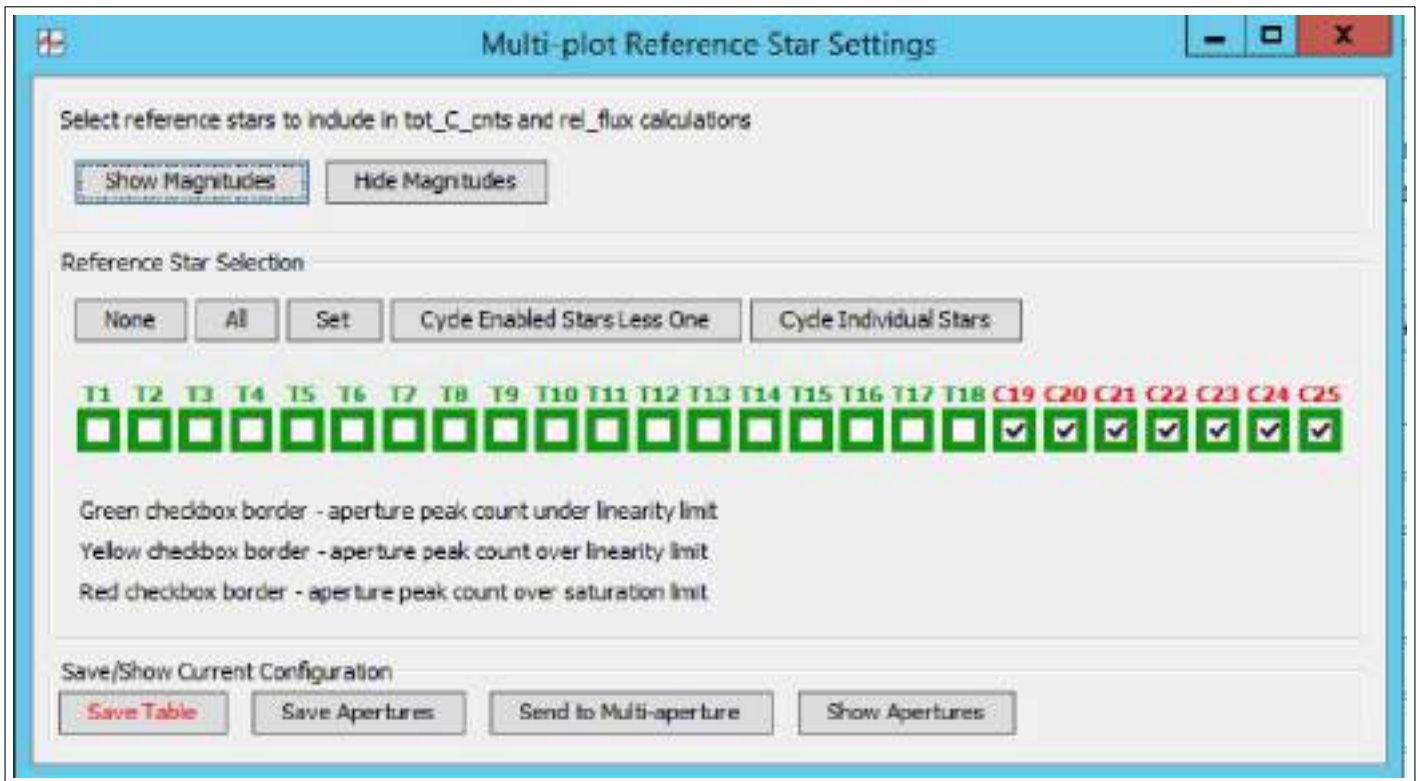 Multi-plot Reference Star Settings
Select reference stars to include in tot_C_cnts and rel_flux calculations
Show Magnitudes Hide Magnitudes
Reference Star Selection
None All Set Cycle Enabled Stars Less One Cycle Individual Stars
T1 T2 T3 T4 T5 T6 T7 T8 T9 T10 T11 T12 T13 T14 T15 T16 T17 T18 C19 C20 C21 C22 C23 C24 C25
Green checkbox border - aperture peak count under linearity limit
Yellow checkbox border - aperture peak count over linearity limit
Red checkbox border - aperture peak count over saturation limit
Save/Show Current Configuration
Save Table Save Apertures Send to Multi-aperture Show Apertures